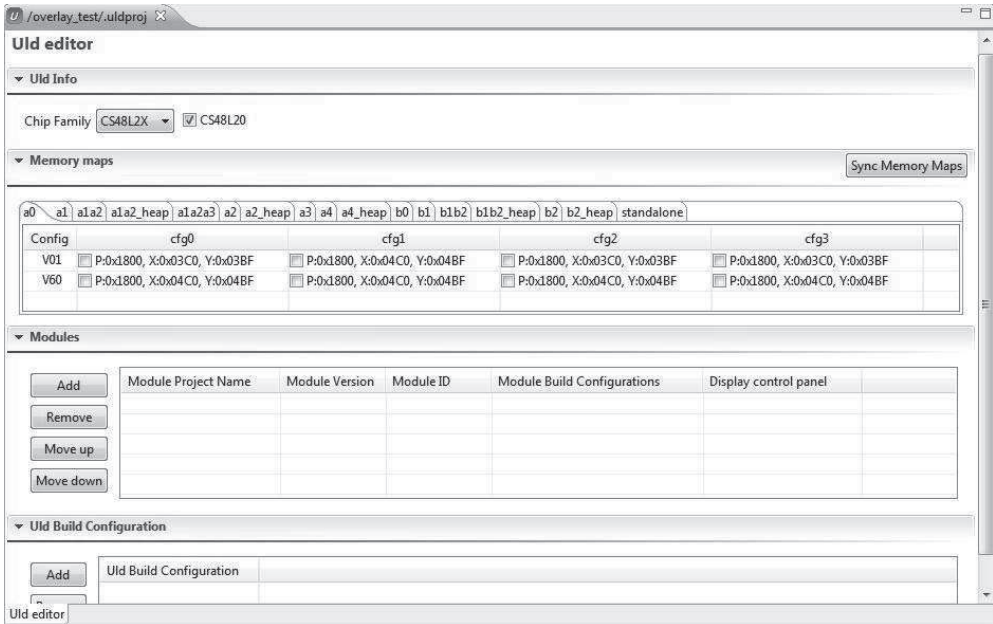 /overlay_test/.uldproj
Uld editor
Uld Info
Chip Family CS48L2X CS48L20
Memory maps
Sync Memory Maps
a0 a1 a1a2 a1a2_heap a1a2a3 a2 a2_heap a3 a4 a4_heap b0 b1 b1b2 b1b2_heap b2 b2_heap standalone
Config cfg0 cfg1 cfg2 cfg3
V01 P:0x1800, X:0x03C0, Y:0x03BF P:0x1800, X:0x04C0, Y:0x04BF P:0x1800, X:0x03C0, Y:0x03BF P:0x1800, X:0x03C0, Y:0x03BF
V60 P:0x1800, X:0x04C0, Y:0x04BF P:0x1800, X:0x04C0, Y:0x04BF P:0x1800, X:0x04C0, Y:0x04BF P:0x1800, X:0x04C0, Y:0x04BF
Modules
Add
Remove
Move up
Move down
Module Project Name Module Version Module ID Module Build Configurations Display control panel
Uld Build Configuration
Add
Uld Build Configuration
Uld editor